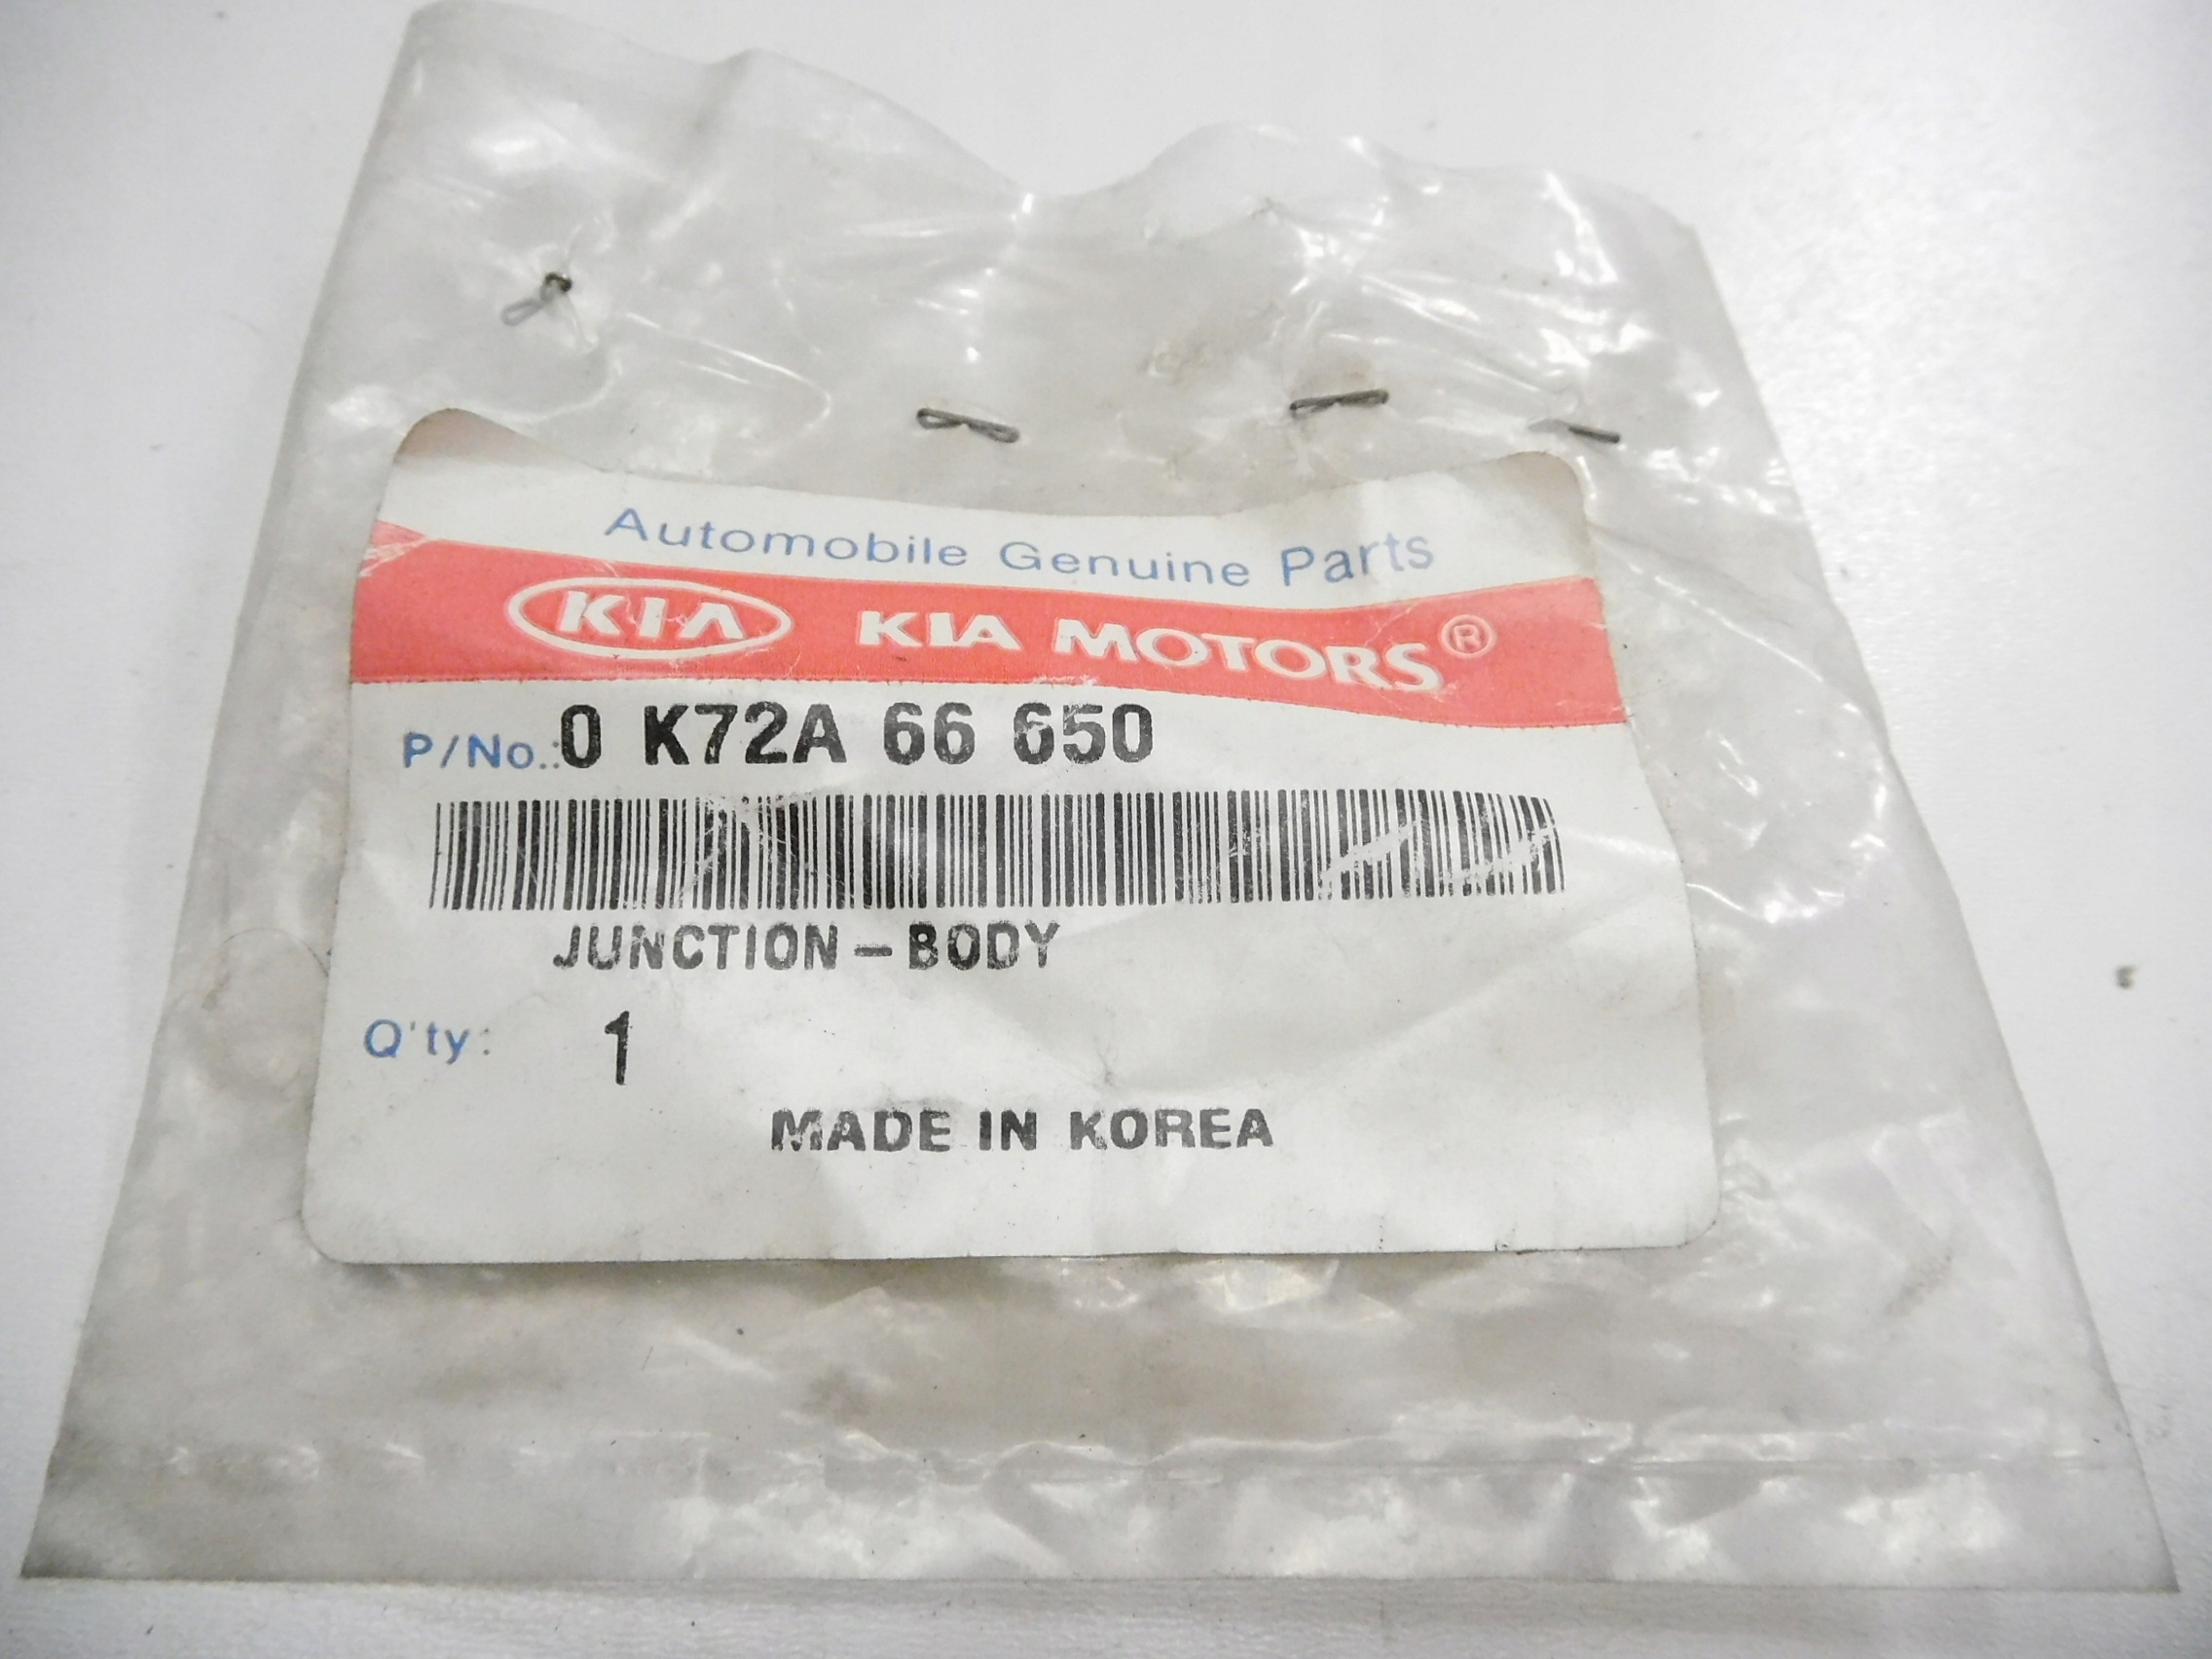 Automobile Genuine Parts
KIA KIA MOTORS®
P/No.: 0 K72A 66 650
JUNCTION-BODY
Q'ty: 1
MADE IN KOREA